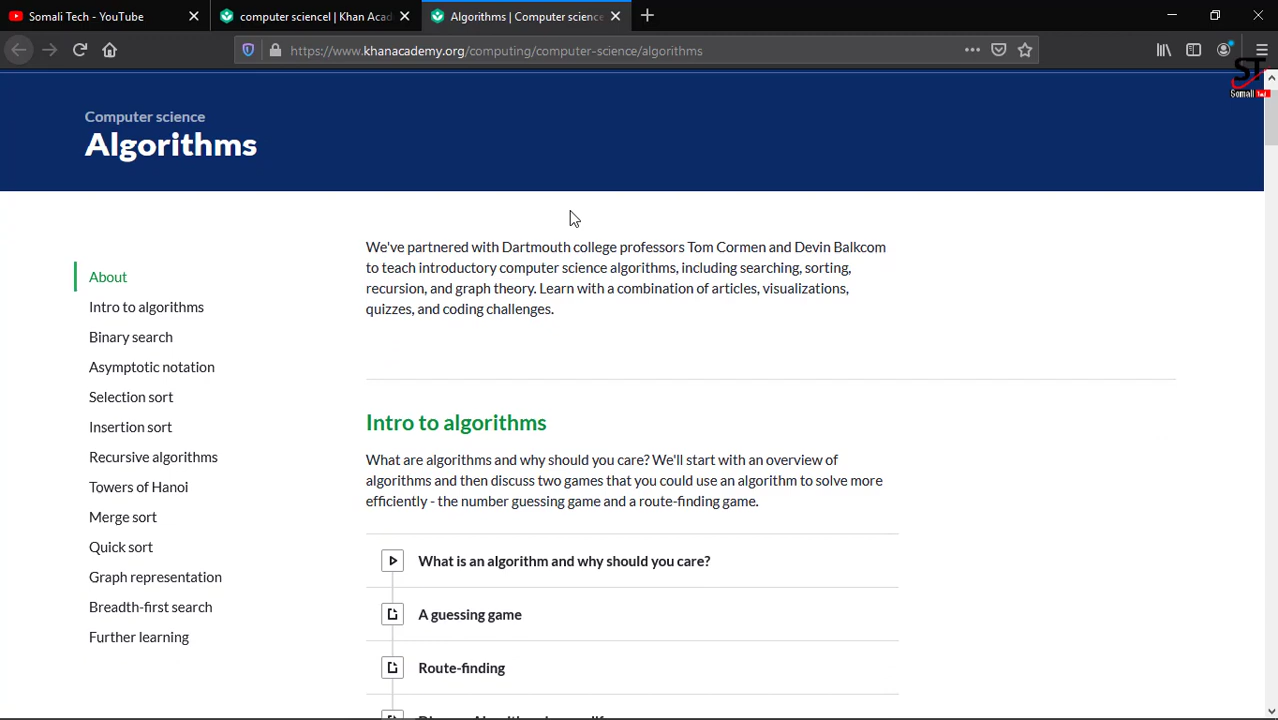 Somali Tech - YouTube
computer sciencel | Khan Acad
Algorithms | Computer science
https://www.khanacademy.org/computing/computer-science/algorithms
ST
Somali
Computer science
Algorithms
About
Intro to algorithms
Binary search
Asymptotic notation
Selection sort
Insertion sort
Recursive algorithms
Towers of Hanoi
Merge sort
Quick sort
Graph representation
Breadth-first search
Further learning
We've partnered with Dartmouth college professors Tom Cormen and Devin Balkcom
to teach introductory computer science algorithms, including searching, sorting,
recursion, and graph theory. Learn with a combination of articles, visualizations,
quizzes, and coding challenges.
Intro to algorithms
What are algorithms and why should you care? We'll start with an overview of
algorithms and then discuss two games that you could use an algorithm to solve more
efficiently - the number guessing game and a route-finding game.
What is an algorithm and why should you care?
A guessing game
Route-finding